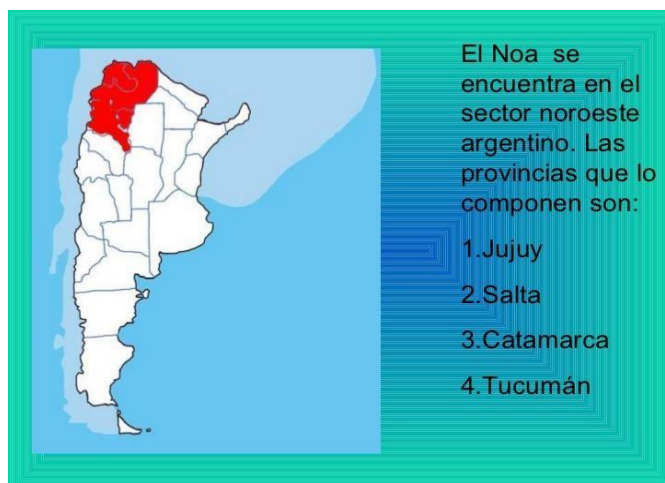 El Noa se
encuentra en el
sector noroeste
argentino. Las
provincias que lo
componen son:
1.Jujuy
2.Salta
3.Catamarca
4.Tucumán